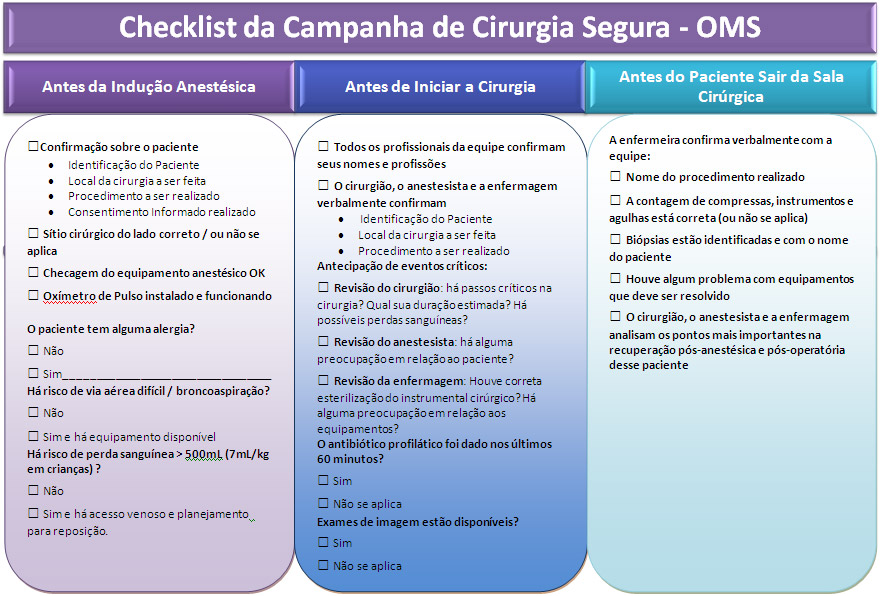 Checklist da Campanha de Cirurgia Segura - OMS
Antes da Indução Anestésica
☐Confirmação sobre o paciente
• Identificação do Paciente
• Local da cirurgia a ser feita
• Procedimento a ser realizado
• Consentimento Informado realizado
☐ Sítio cirúrgico do lado correto / ou não se
aplica
☐ Checagem do equipamento anestésico OK
☐ Oxímetro de Pulso instalado e funcionando
O paciente tem alguma alergia?
☐ Não
☐ Sim_________________________________
Há risco de via aérea difícil / broncoaspiração?
☐ Não
☐ Sim e há equipamento disponível
Há risco de perda sanguínea > 500mL (7mL/kg
em crianças) ?
☐ Não
☐ Sim e há acesso venoso e planejamento
para reposição.
Antes de Iniciar a Cirurgia
☐ Todos os profissionais da equipe confirmam
seus nomes e profissões
☐ O cirurgião, o anestesista e a enfermagem
verbalmente confirmam
• Identificação do Paciente
• Local da cirurgia a ser feita
• Procedimento a ser realizado
Antecipação de eventos críticos:
☐ Revisão do cirurgião: há passos críticos na
cirurgia? Qual sua duração estimada? Há
possíveis perdas sanguíneas?
☐ Revisão do anestesista: há alguma
preocupação em relação ao paciente?
☐ Revisão da enfermagem: Houve correta
esterilização do instrumental cirúrgico? Há
alguma preocupação em relação aos
equipamentos?
O antibiótico profilático foi dado nos últimos
60 minutos?
☐ Sim
☐ Não se aplica
Exames de imagem estão disponíveis?
☐ Sim
☐ Não se aplica
Antes do Paciente Sair da Sala
Cirúrgica
A enfermeira confirma verbalmente com a
equipe:
☐ Nome do procedimento realizado
☐ A contagem de compressas, instrumentos e
agulhas está correta (ou não se aplica)
☐ Biópsias estão identificadas e com o nome
do paciente
☐ Houve algum problema com equipamentos
que deve ser resolvido
☐ O cirurgião, o anestesista e a enfermagem
analisam os pontos mais importantes na
recuperação pós-anestésica e pós-operatória
desse paciente